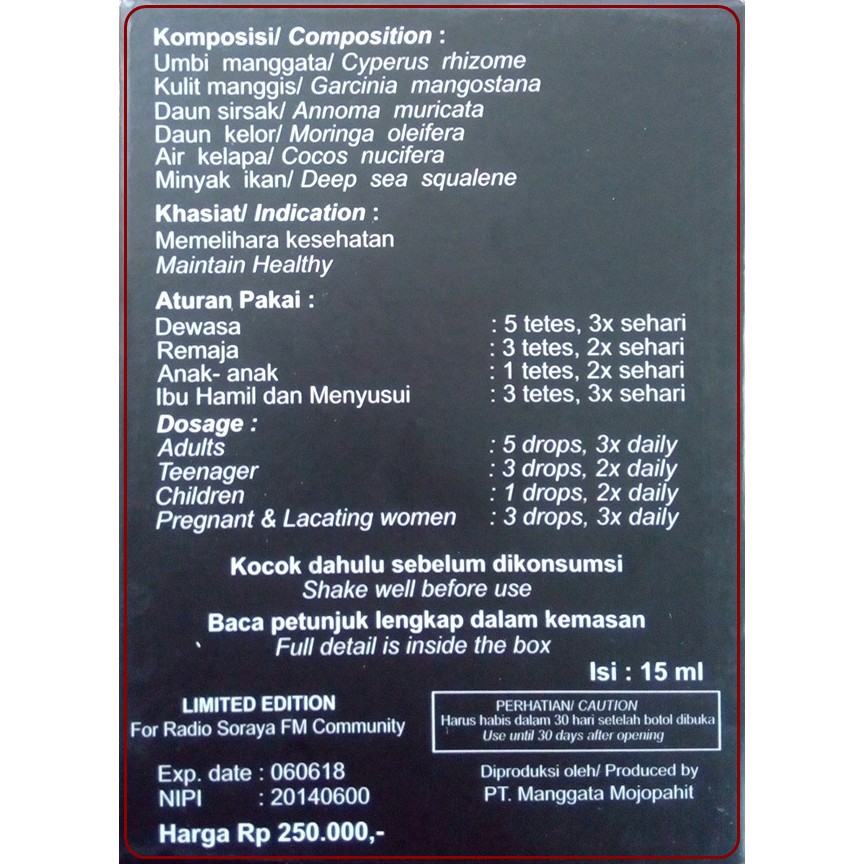 Komposisi/ Composition :
Umbi manggata/ Cyperus rhizome
Kulit manggis/ Garcinia mangostana
Daun sirsak/ Annoma muricata
Daun kelor/ Moringa oleifera
Air kelapa/ Cocos nucifera
Minyak ikan/ Deep sea squalene
Khasiat/ Indication :
Memelihara kesehatan
Maintain Healthy
Aturan Pakai :
Dewasa : 5 tetes, 3x sehari
Remaja : 3 tetes, 2x sehari
Anak- anak : 1 tetes, 2x sehari
Ibu Hamil dan Menyusui : 3 tetes, 3x sehari
Dosage :
Adults : 5 drops, 3x daily
Teenager : 3 drops, 2x daily
Children : 1 drops, 2x daily
Pregnant & Lacating women : 3 drops, 3x daily
Kocok dahulu sebelum dikonsumsi
Shake well before use
Baca petunjuk lengkap dalam kemasan
Full detail is inside the box
Isi : 15 ml
LIMITED EDITION
For Radio Soraya FM Community
PERHATIAN/ CAUTION
Harus habis dalam 30 hari setelah botol dibuka
Use until 30 days after opening
Exp. date : 060618
NIPI : 20140600
Diproduksi oleh/ Produced by
PT. Manggata Mojopahit
Harga Rp 250.000,-